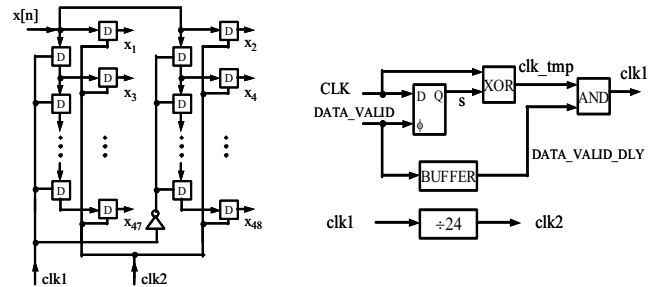 x[n]
D
D
x1
x2
D
D
D
D
x3
x4
D
D
D
D
D
D
x47
x48
clk1
clk2
CLK
DATA_VALID
D Q
ϕ
s
XOR
clk_tmp
AND
clk1
BUFFER
DATA_VALID_DLY
clk1
÷24
clk2